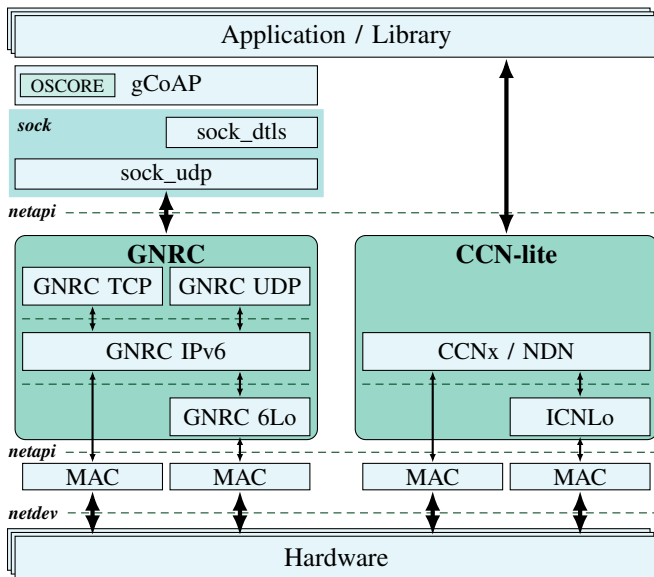 Application / Library
OSCORE gCoAP
sock
sock_dtls
sock_udp
netapi
GNRC
CCN-lite
GNRC TCP GNRC UDP
GNRC IPv6
CCNx / NDN
GNRC 6Lo
ICNLo
netapi
MAC MAC MAC MAC
netdev
Hardware